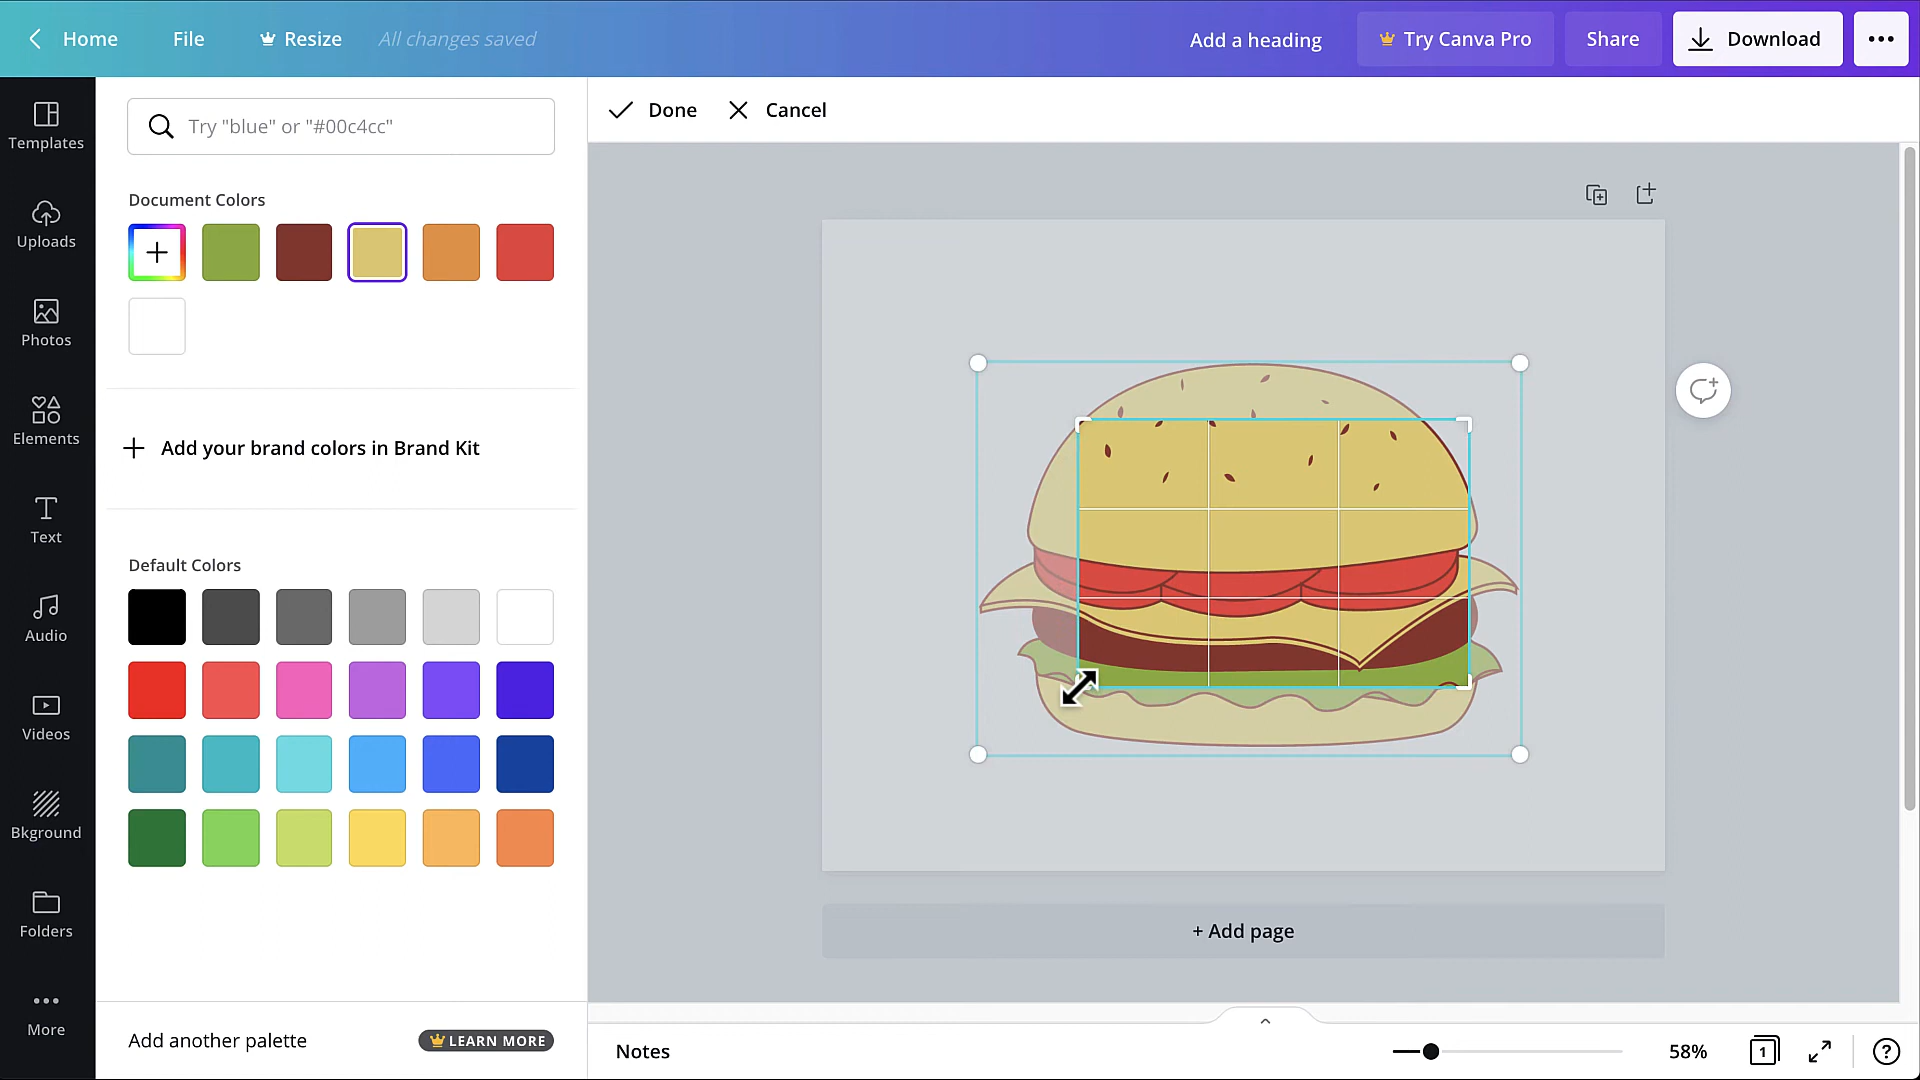 Home
File
Resize
All changes saved
Add a heading
Try Canva Pro
Share
Download
Templates
Uploads
Photos
Elements
Text
Audio
Videos
Bkground
Folders
More
Try "blue" or "#00c4cc"
Document Colors
Add your brand colors in Brand Kit
Default Colors
Add another palette
LEARN MORE
Done
Cancel
+ Add page
Notes
58%
1
?